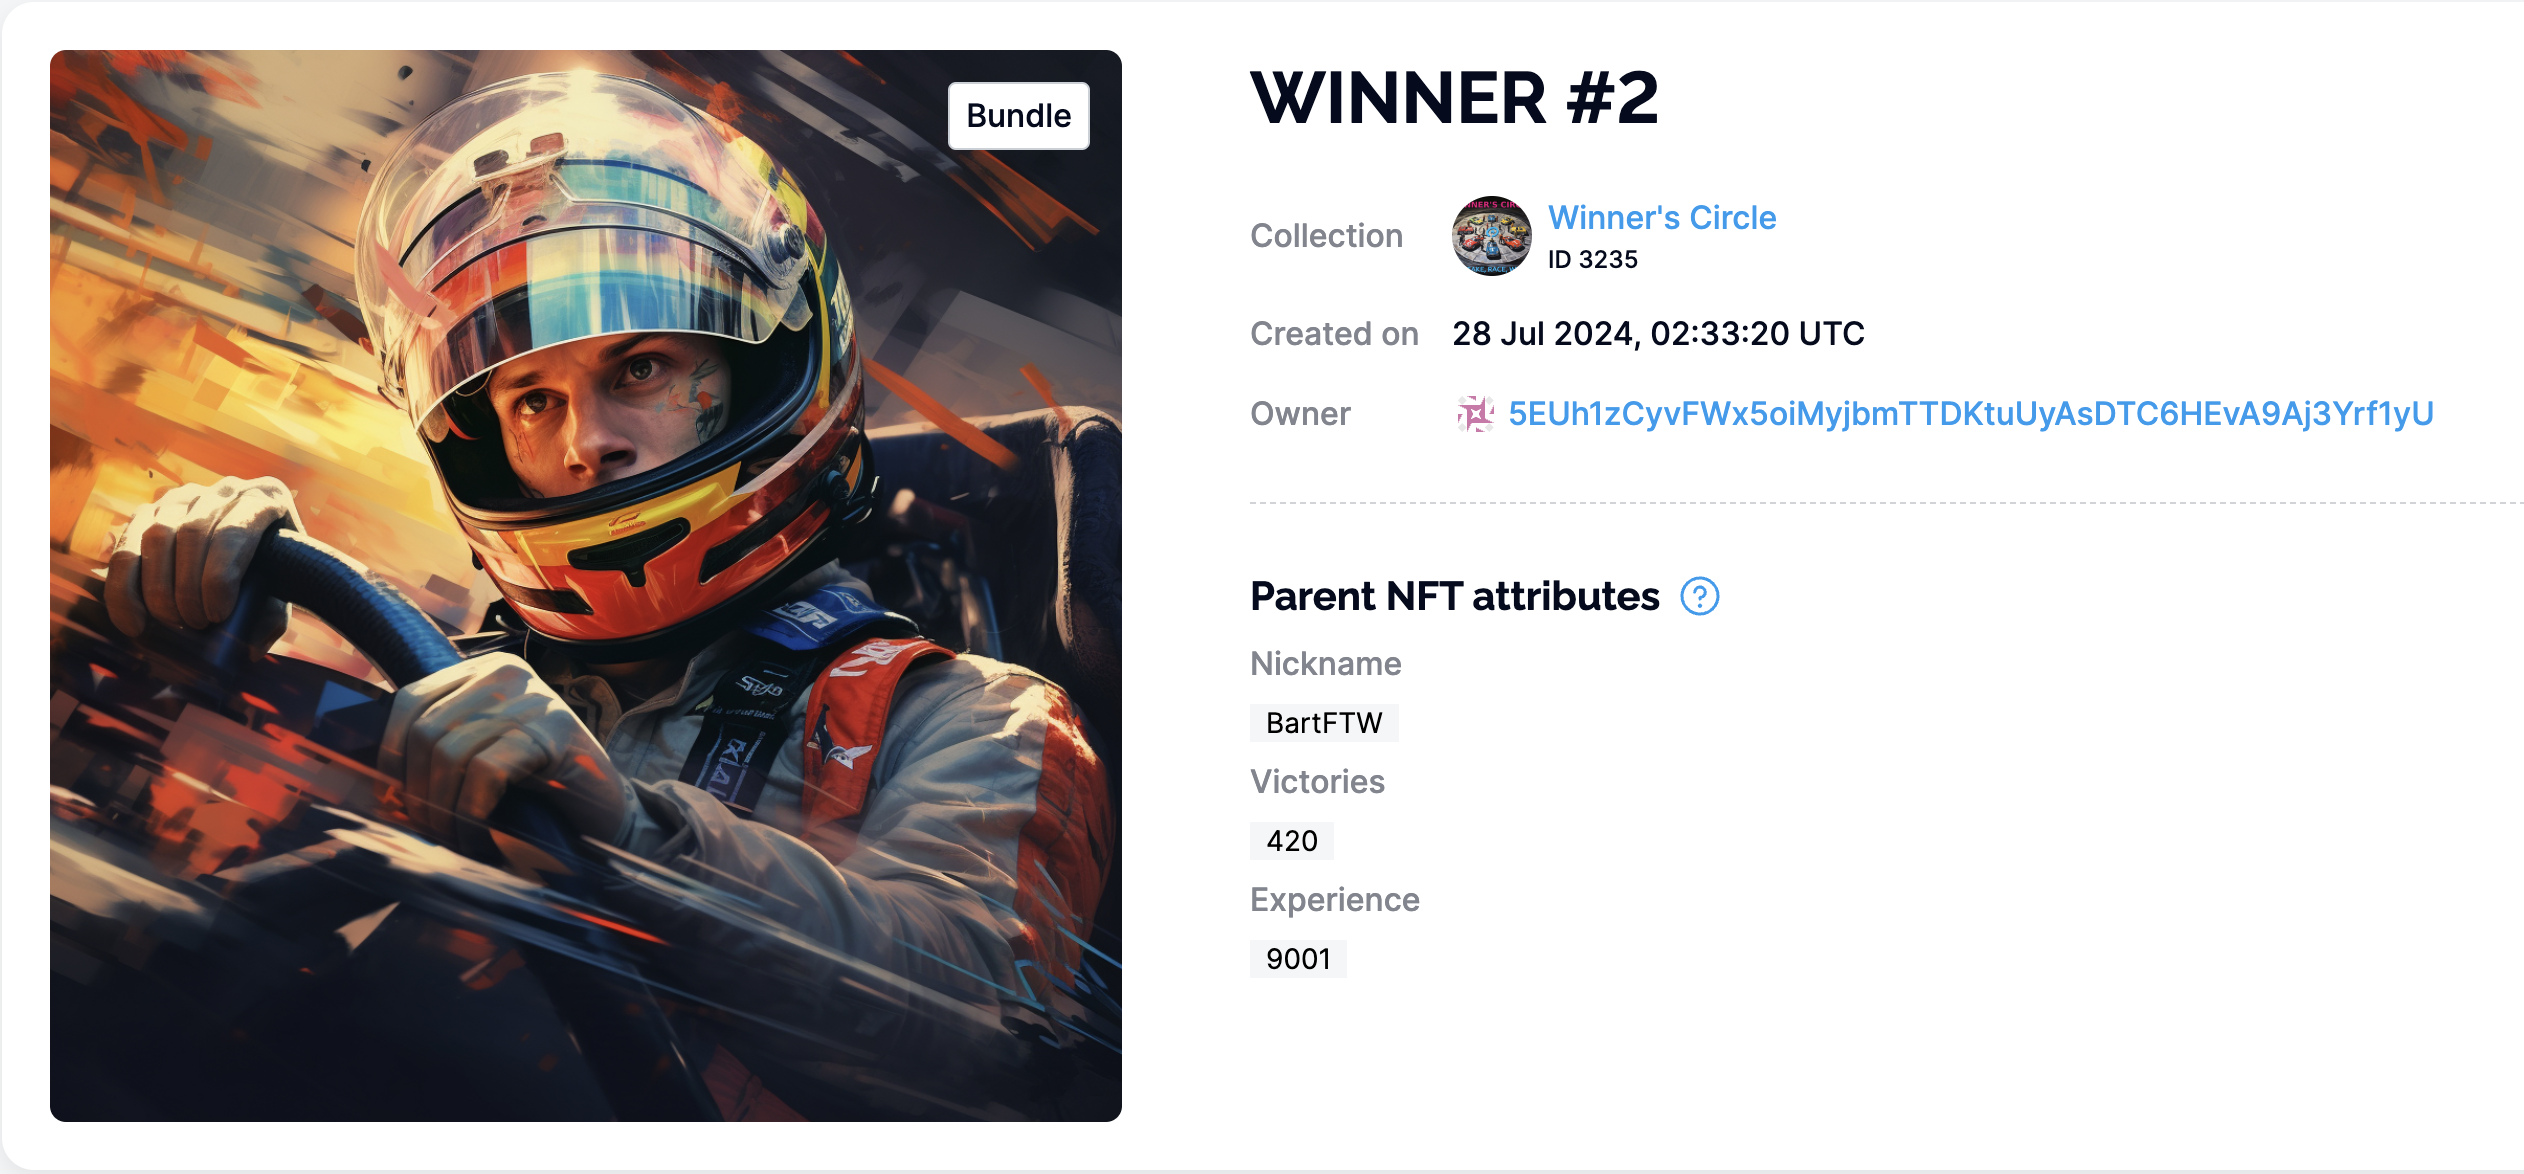 Bundle
WINNER #2
Collection
Winner's Circle
ID 3235
Created on
28 Jul 2024, 02:33:20 UTC
Owner
5EUh1zCyvFWx5oiMyjbmTTDKtuUyAsDTC6HEvA9Aj3Yrf1yU
Parent NFT attributes
Nickname
BartFTW
Victories
420
Experience
9001